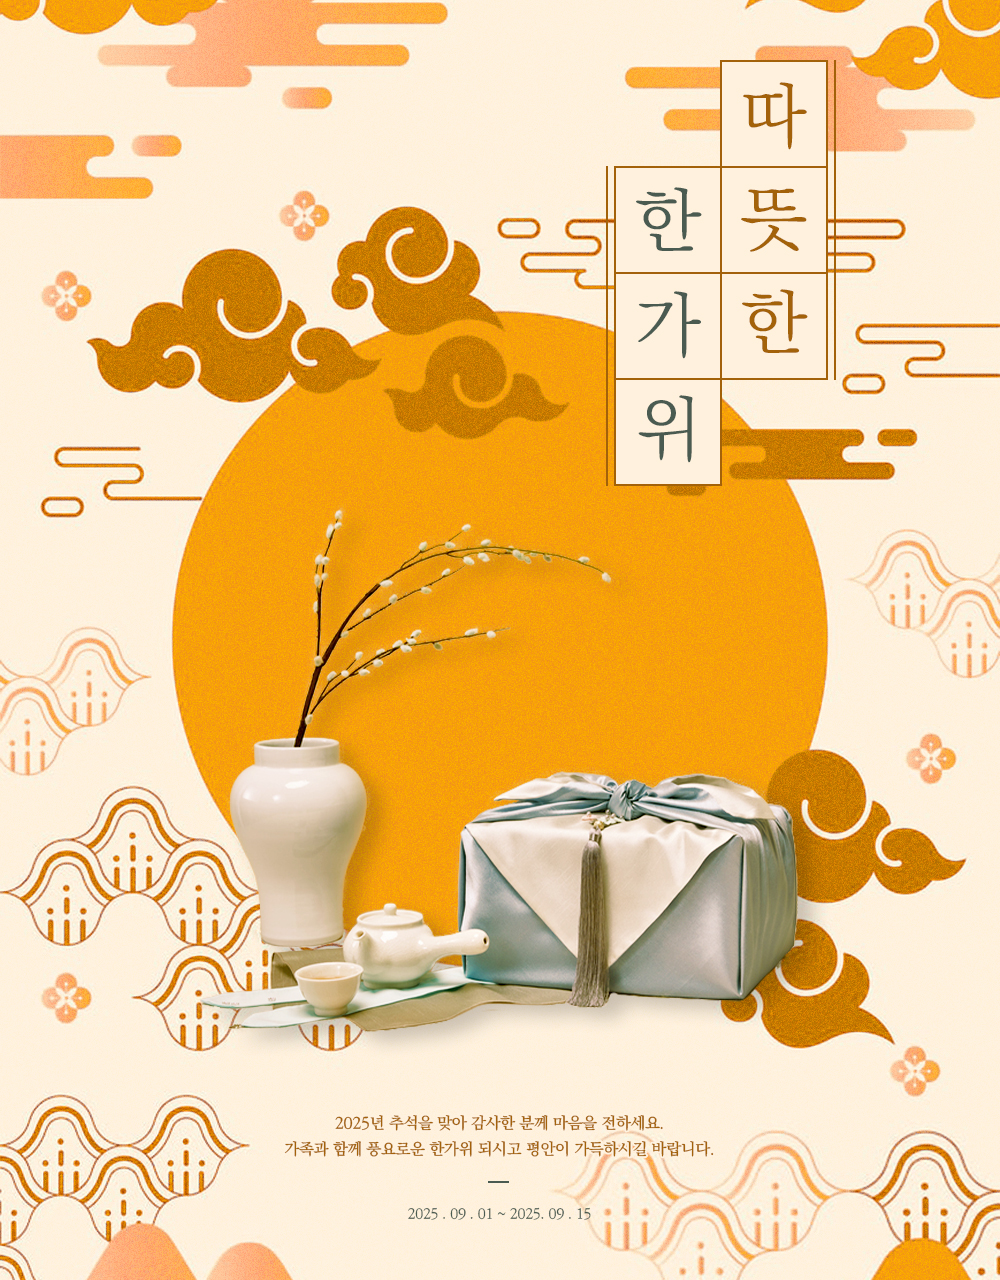 따뜻한
한가위
2025년 추석을 맞아 감사한 분께 마음을 전하세요.
가족과 함께 풍요로운 한가위 되시고 평안이 가득하시길 바랍니다.
2025 . 09 . 01 ~ 2025. 09 . 15